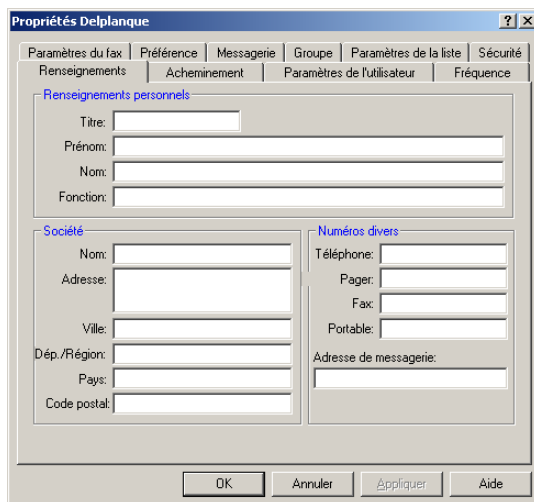 Propriétés Delplanque
Paramètres du fax Préférence Messagerie Groupe Paramètres de la liste Sécurité
Renseignements Acheminement Paramètres de l'utilisateur Fréquence
Renseignements personnels
Titre:
Prénom:
Nom:
Fonction:
Société
Nom:
Adresse:
Ville:
Dép./Région:
Pays:
Code postal:
Numéros divers
Téléphone:
Pager:
Fax:
Portable:
Adresse de messagerie:
OK Annuler Appliquer Aide